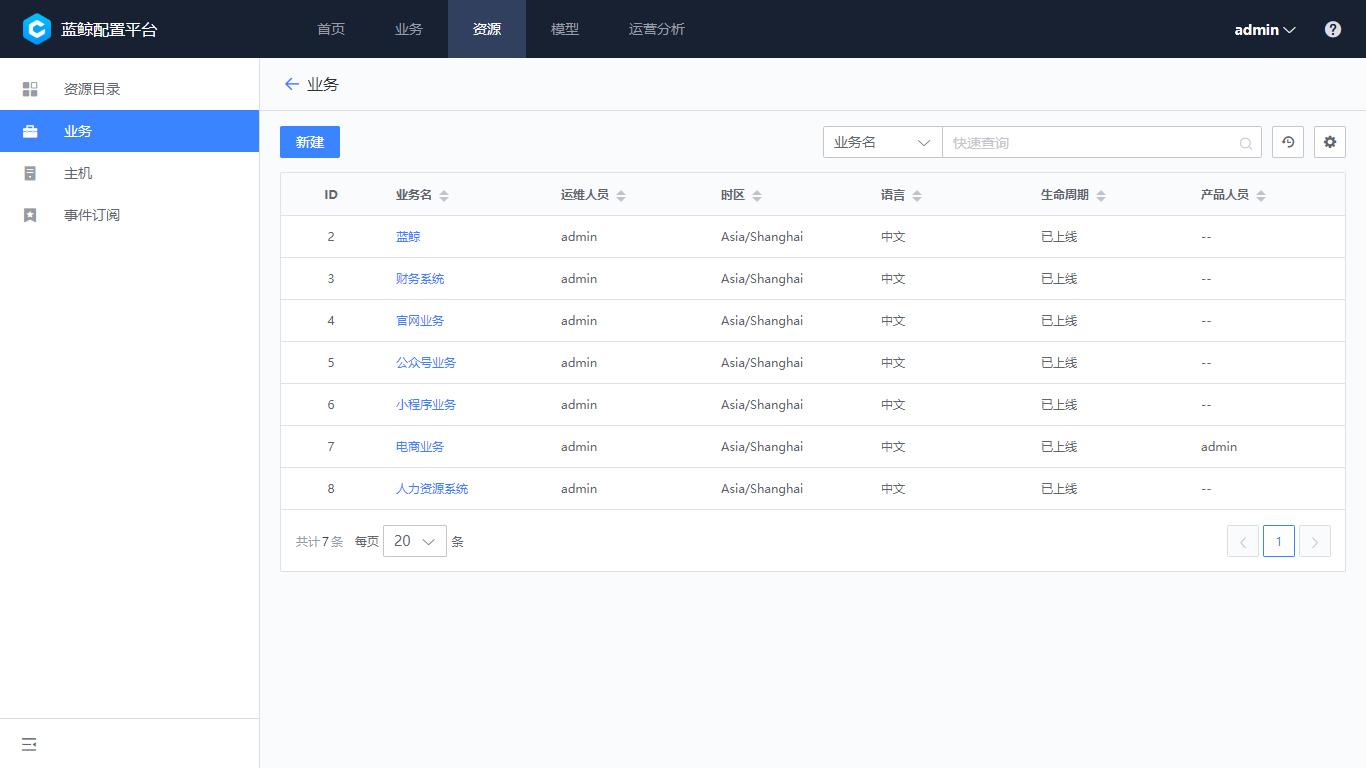 蓝鲸配置平台 首页 业务 资源 模型 运营分析 admin
资源目录
业务
主机
事件订阅
业务
新建 业务名 快速查询
ID 业务名 运维人员 时区 语言 生命周期 产品人员
2 蓝鲸 admin Asia/Shanghai 中文 已上线 --
3 财务系统 admin Asia/Shanghai 中文 已上线 --
4 官网业务 admin Asia/Shanghai 中文 已上线 --
5 公众号业务 admin Asia/Shanghai 中文 已上线 --
6 小程序业务 admin Asia/Shanghai 中文 已上线 --
7 电商业务 admin Asia/Shanghai 中文 已上线 admin
8 人力资源系统 admin Asia/Shanghai 中文 已上线 --
共计7条 每页 20 条 1